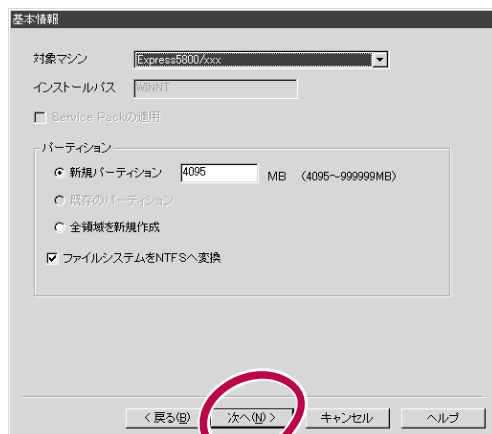 基本情報
対象マシン Express5800/xxx
インストールパス WINNT
Service Packの適用
パーティション
新規パーティション 4095 MB (4095～999999MB)
既存のパーティション
全領域を新規作成
ファイルシステムをNTFSへ変換
< 戻る(B) 次へ(N) > キャンセル ヘルプ